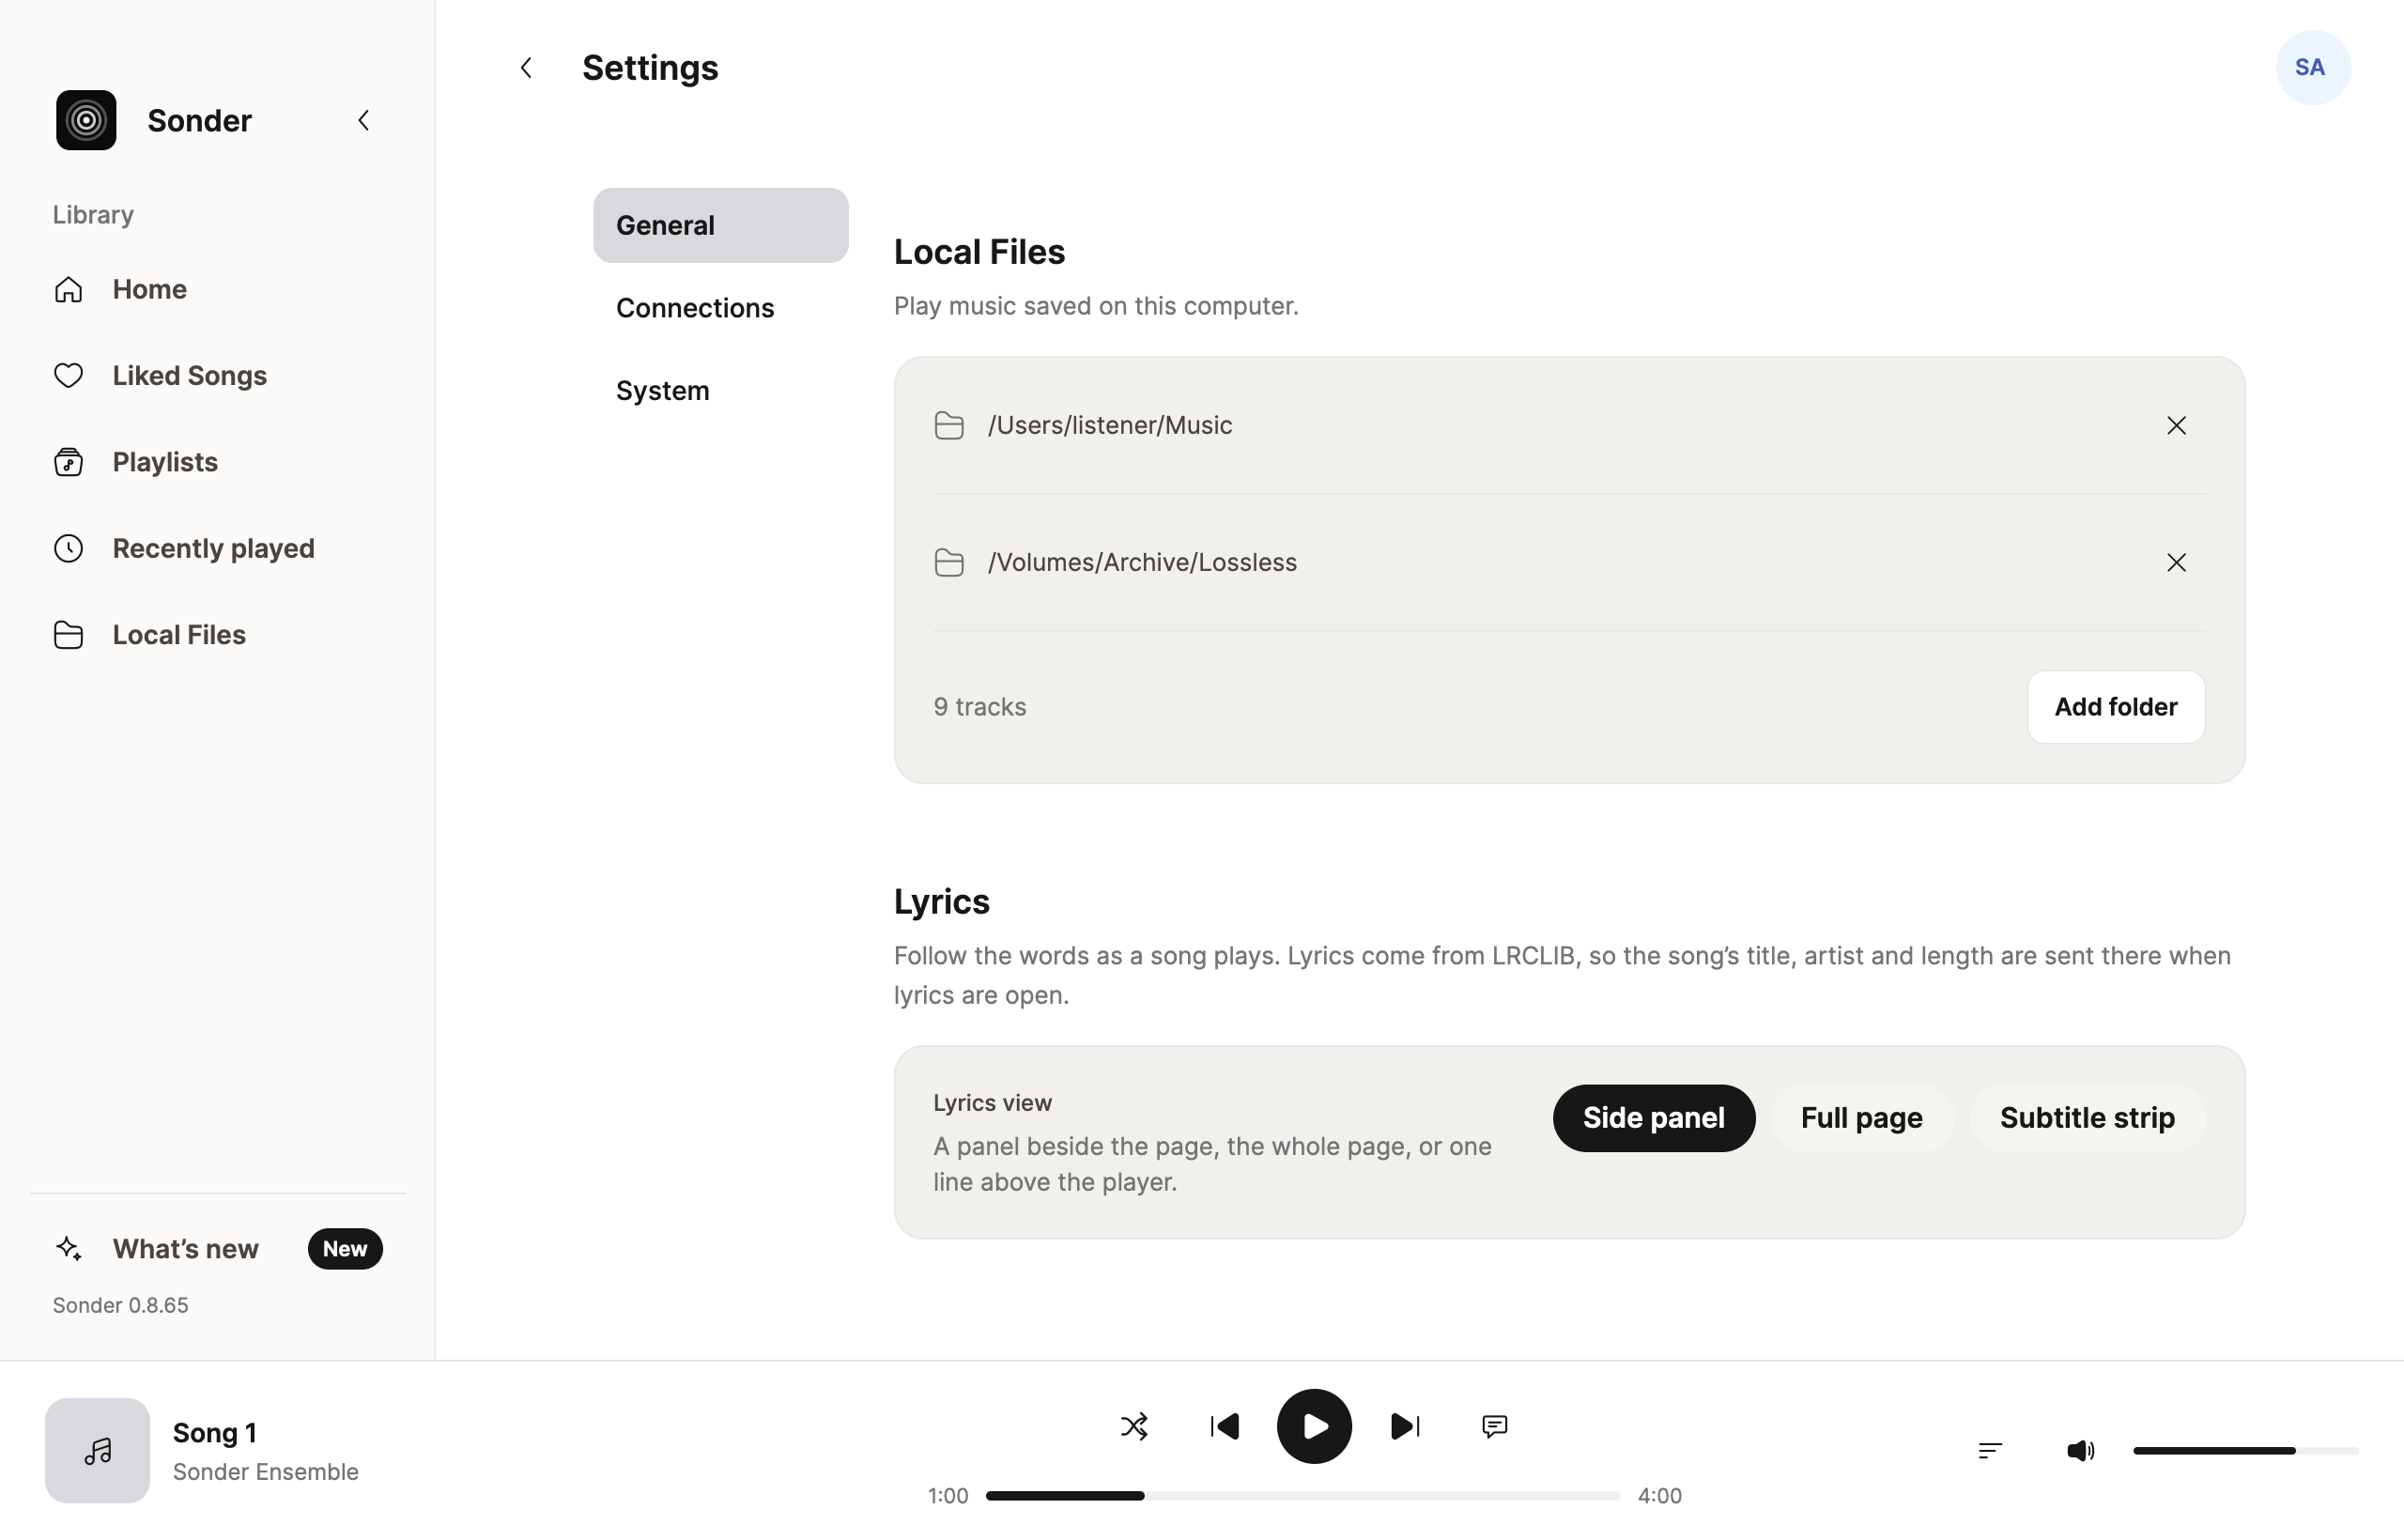 Sonder
Library
Home
Liked Songs
Playlists
Recently played
Local Files
What’s new
New
Sonder 0.8.65
Settings
SA
General
Connections
System
Local Files
Play music saved on this computer.
/Users/listener/Music
/Volumes/Archive/Lossless
9 tracks
Add folder
Lyrics
Follow the words as a song plays. Lyrics come from LRCLIB, so the song’s title, artist and length are sent there when
lyrics are open.
Lyrics view
A panel beside the page, the whole page, or one
line above the player.
Side panel
Full page
Subtitle strip
Song 1
Sonder Ensemble
1:00
4:00